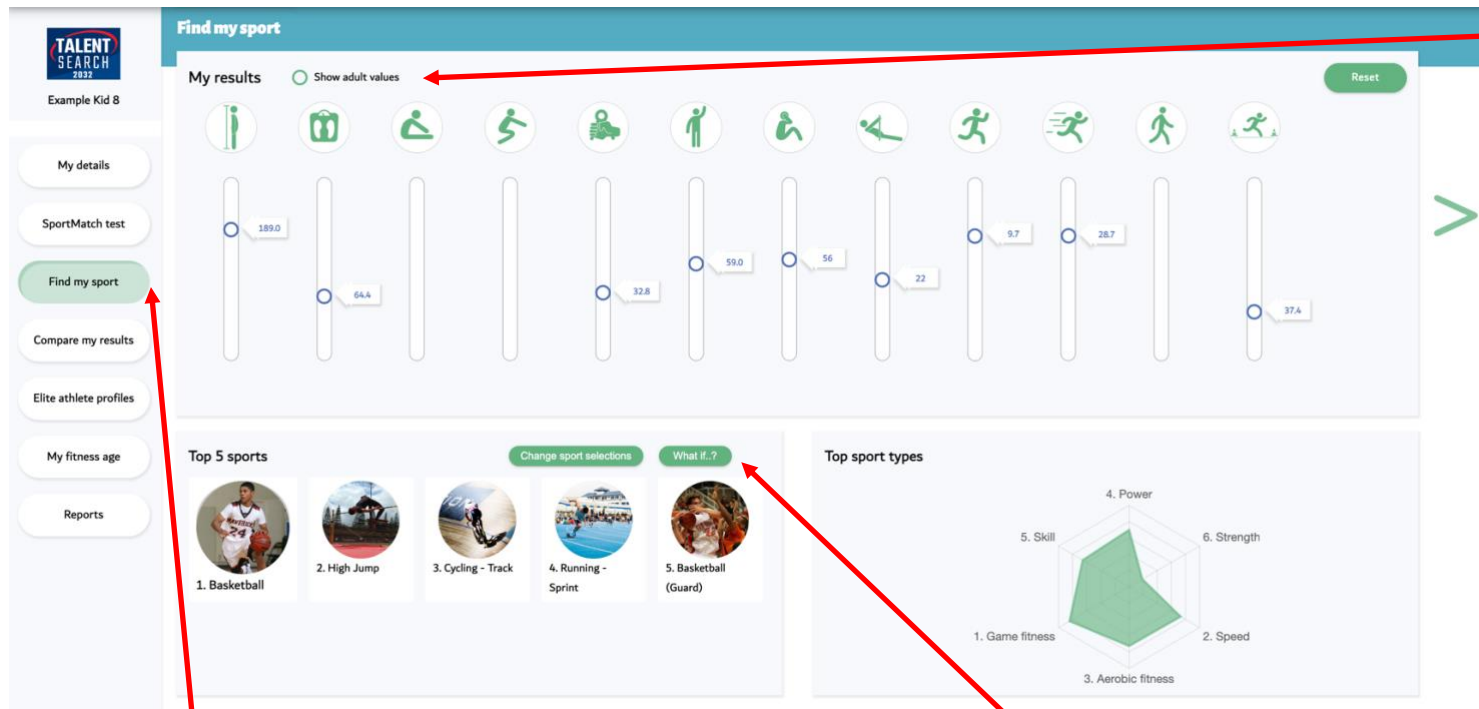 Find my sport
TALENT
SEARCH
2032
Example Kid 8
My details
SportMatch test
Find my sport
Compare my results
Elite athlete profiles
My fitness age
Reports
My results
Show adult values
Reset
189.0
64.4
32.8
59.0
56
22
9.7
28.7
37.4
>
Top 5 sports
Change sport selections
What if..?
1. Basketball
2. High Jump
3. Cycling - Track
4. Running -
Sprint
5. Basketball
(Guard)
Top sport types
4. Power
5. Skill
6. Strength
1. Game fitness
2. Speed
3. Aerobic fitness